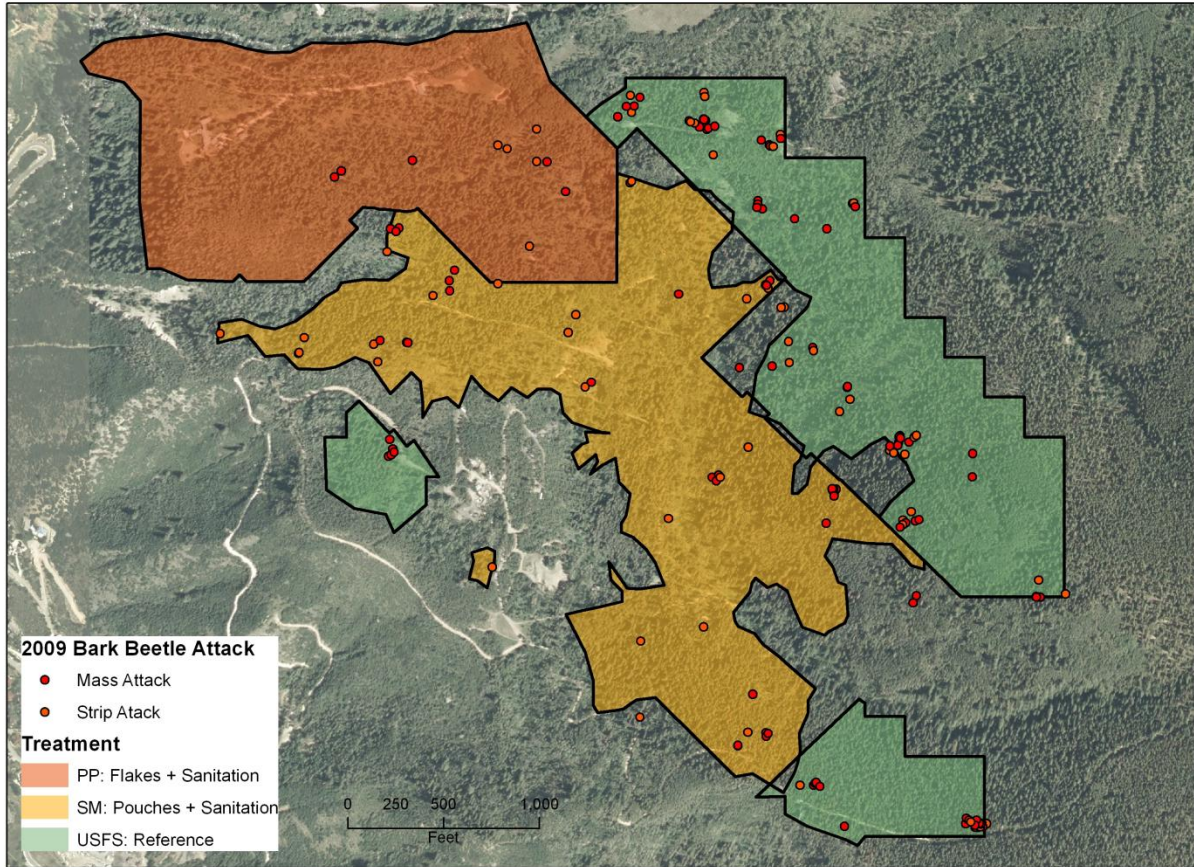 2009 Bark Beetle Attack
Mass Attack
Strip Atack
Treatment
PP: Flakes + Sanitation
SM: Pouches + Sanitation
USFS: Reference
0 250 500 1,000
Feet